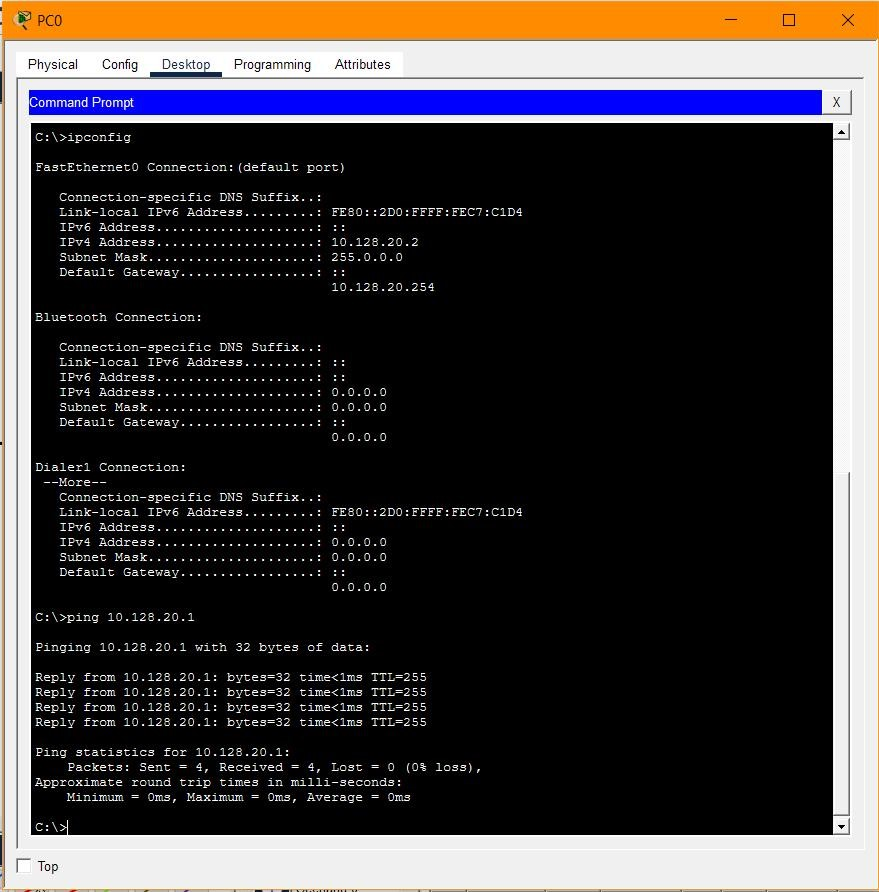 PC0
Physical Config Desktop Programming Attributes
Command Prompt X
C:\>ipconfig
FastEthernet0 Connection:(default port)
Connection-specific DNS Suffix..:
Link-local IPv6 Address.........: FE80::2D0:FFFF:FEC7:C1D4
IPv6 Address....................: ::
IPv4 Address....................: 10.128.20.2
Subnet Mask.....................: 255.0.0.0
Default Gateway.................: ::
10.128.20.254
Bluetooth Connection:
Connection-specific DNS Suffix..:
Link-local IPv6 Address.........: ::
IPv6 Address....................: ::
IPv4 Address....................: 0.0.0.0
Subnet Mask.....................: 0.0.0.0
Default Gateway.................: ::
0.0.0.0
Dialer1 Connection:
--More--
Connection-specific DNS Suffix..:
Link-local IPv6 Address.........: FE80::2D0:FFFF:FEC7:C1D4
IPv6 Address....................: ::
IPv4 Address....................: 0.0.0.0
Subnet Mask.....................: 0.0.0.0
Default Gateway.................: ::
0.0.0.0
C:\>ping 10.128.20.1
Pinging 10.128.20.1 with 32 bytes of data:
Reply from 10.128.20.1: bytes=32 time<1ms TTL=255
Reply from 10.128.20.1: bytes=32 time<1ms TTL=255
Reply from 10.128.20.1: bytes=32 time<1ms TTL=255
Reply from 10.128.20.1: bytes=32 time<1ms TTL=255
Ping statistics for 10.128.20.1:
Packets: Sent = 4, Received = 4, Lost = 0 (0% loss),
Approximate round trip times in milli-seconds:
Minimum = 0ms, Maximum = 0ms, Average = 0ms
C:\>
Top